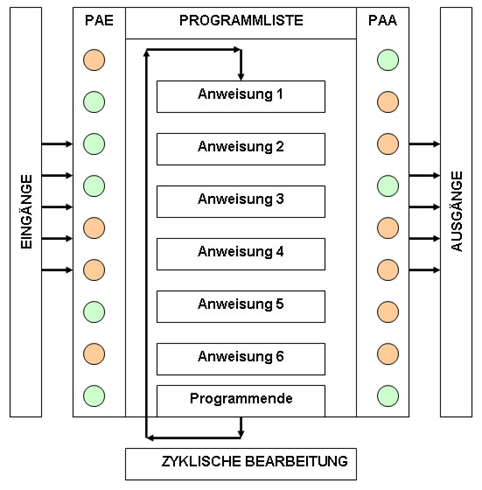 PAE
PROGRAMMLISTE
PAA
EINGÄNGE
Anweisung 1
Anweisung 2
Anweisung 3
Anweisung 4
Anweisung 5
Anweisung 6
Programmende
AUSGÄNGE
ZYKLISCHE BEARBEITUNG